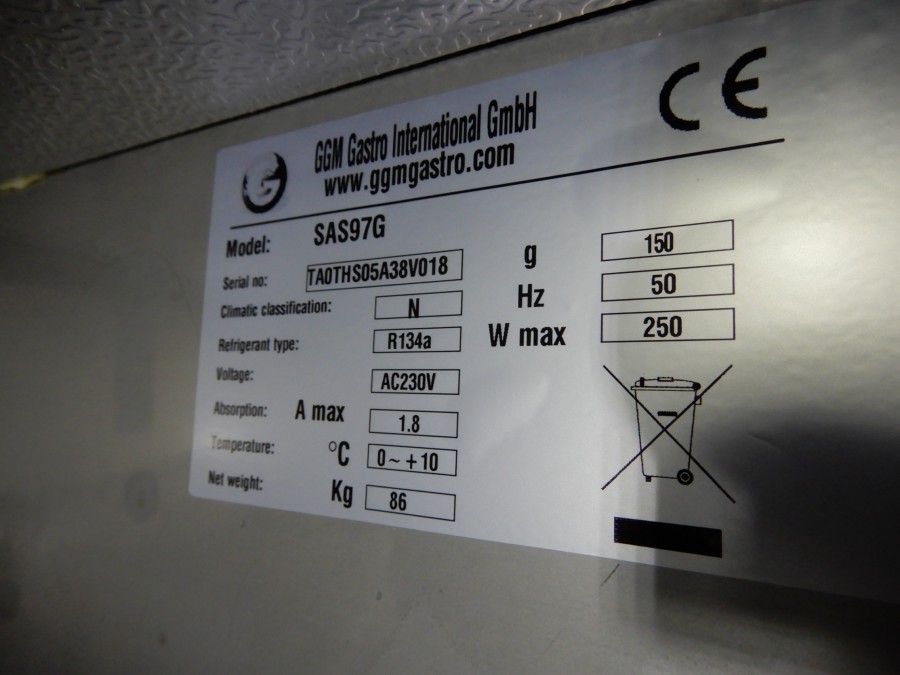 GGM Gastro International GmbH
www.ggmgastro.com
CE
G
Model: SAS97G
Serial no: TA0THS05A38V018
Climatic classification: N
Refrigerant type: R134a
Voltage: AC230V
Absorption: A max 1.8
Temperature: °C 0~ +10
Net weight: Kg 86
g 150
Hz 50
W max 250